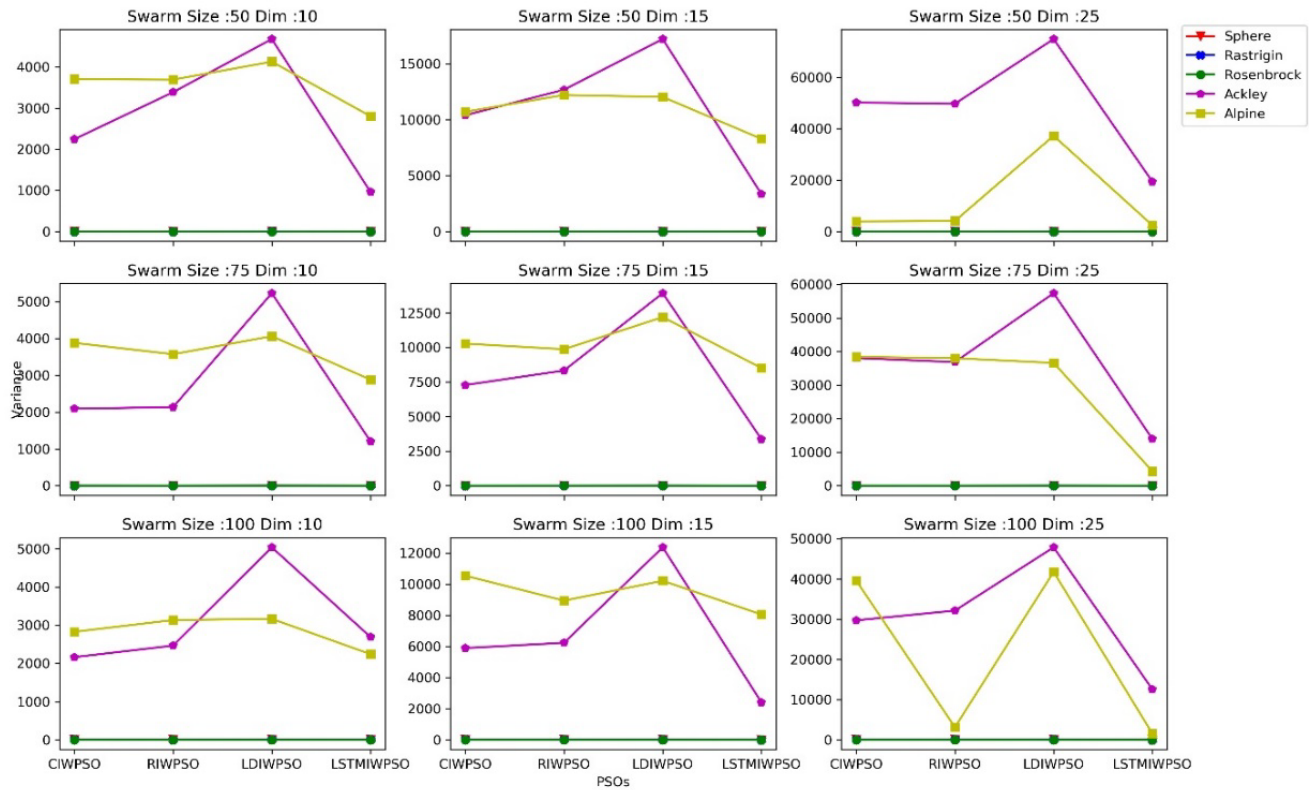 Swarm Size :50 Dim :10
4000
3000
2000
1000
0
Swarm Size :50 Dim :15
15000
10000
5000
0
Swarm Size :50 Dim :25
60000
40000
20000
0
Sphere
Rastrigin
Rosenbrock
Ackley
Alpine
Swarm Size :75 Dim :10
5000
4000
3000
2000
1000
0
Variance
Swarm Size :75 Dim :15
12500
10000
7500
5000
2500
0
Swarm Size :75 Dim :25
60000
50000
40000
30000
20000
10000
0
Swarm Size :100 Dim :10
5000
4000
3000
2000
1000
0
CIWPSO RIWPSO LDIWPSO LSTMIWPSO
Swarm Size :100 Dim :15
12000
10000
8000
6000
4000
2000
0
CIWPSO RIWPSO LDIWPSO LSTMIWPSO
PSOs
Swarm Size :100 Dim :25
50000
40000
30000
20000
10000
0
CIWPSO RIWPSO LDIWPSO LSTMIWPSO